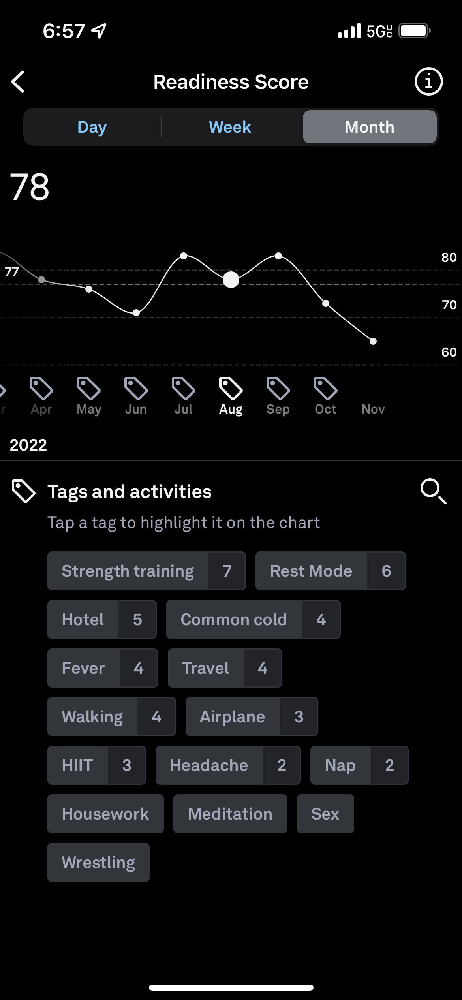 6:57 5GUC
Readiness Score
Day Week Month
78
80
77
70
60
Apr May Jun Jul Aug Sep Oct Nov
2022
Tags and activities
Tap a tag to highlight it on the chart
Strength training 7 Rest Mode 6
Hotel 5 Common cold 4
Fever 4 Travel 4
Walking 4 Airplane 3
HIIT 3 Headache 2 Nap 2
Housework Meditation Sex
Wrestling